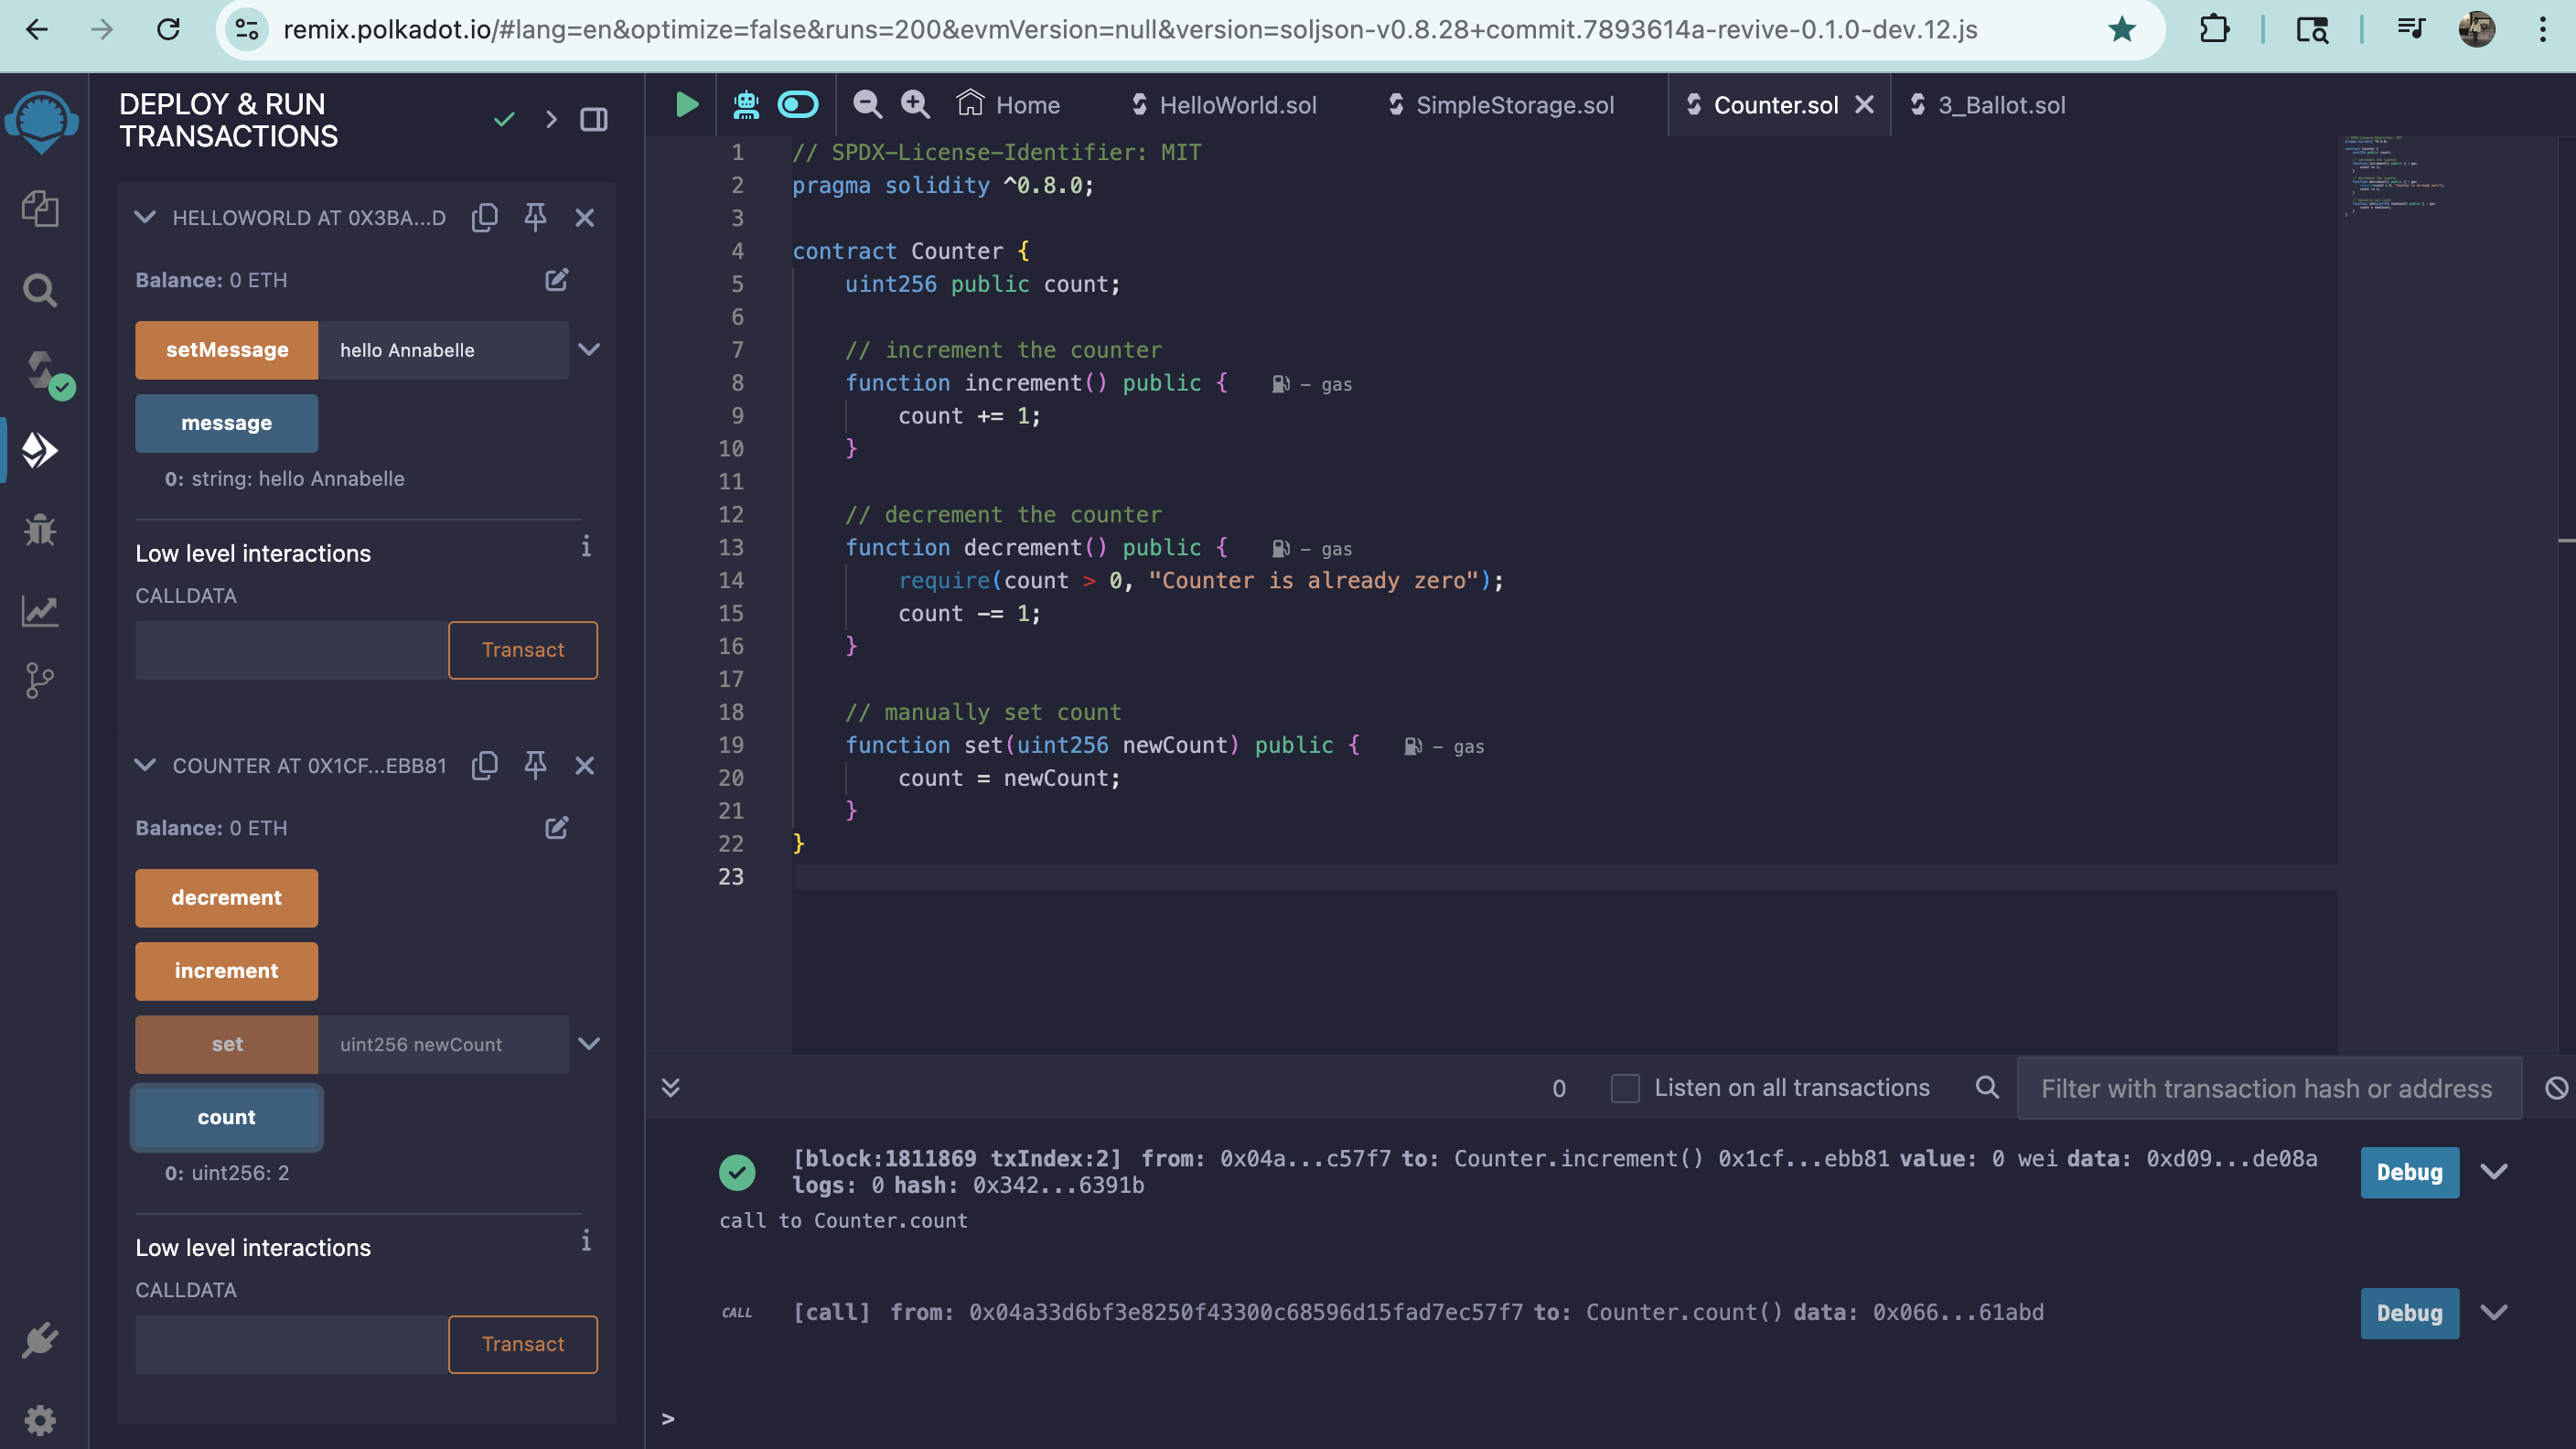 remix.polkadot.io/#lang=en&optimize=false&runs=200&evmVersion=null&version=soljson-v0.8.28+commit.7893614a-revive-0.1.0-dev.12.js
DEPLOY & RUN
TRANSACTIONS
HELLOWORLD AT 0X3BA...D
Balance: 0 ETH
setMessage hello Annabelle
message
0: string: hello Annabelle
Low level interactions
CALLDATA
Transact
COUNTER AT 0X1CF...EBB81
Balance: 0 ETH
decrement
increment
set uint256 newCount
count
0: uint256: 2
Low level interactions
CALLDATA
Transact
Home HelloWorld.sol SimpleStorage.sol Counter.sol 3_Ballot.sol
1 // SPDX-License-Identifier: MIT
2 pragma solidity ^0.8.0;
3
4 contract Counter {
5 uint256 public count;
6
7 // increment the counter
8 function increment() public { – gas
9 count += 1;
10 }
11
12 // decrement the counter
13 function decrement() public { – gas
14 require(count > 0, "Counter is already zero");
15 count -= 1;
16 }
17
18 // manually set count
19 function set(uint256 newCount) public { – gas
20 count = newCount;
21 }
22 }
23
0 Listen on all transactions Filter with transaction hash or address
[block:1811869 txIndex:2] from: 0x04a...c57f7 to: Counter.increment() 0x1cf...ebb81 value: 0 wei data: 0xd09...de08a
logs: 0 hash: 0x342...6391b
Debug
call to Counter.count
CALL [call] from: 0x04a33d6bf3e8250f43300c68596d15fad7ec57f7 to: Counter.count() data: 0x066...61abd
Debug
>